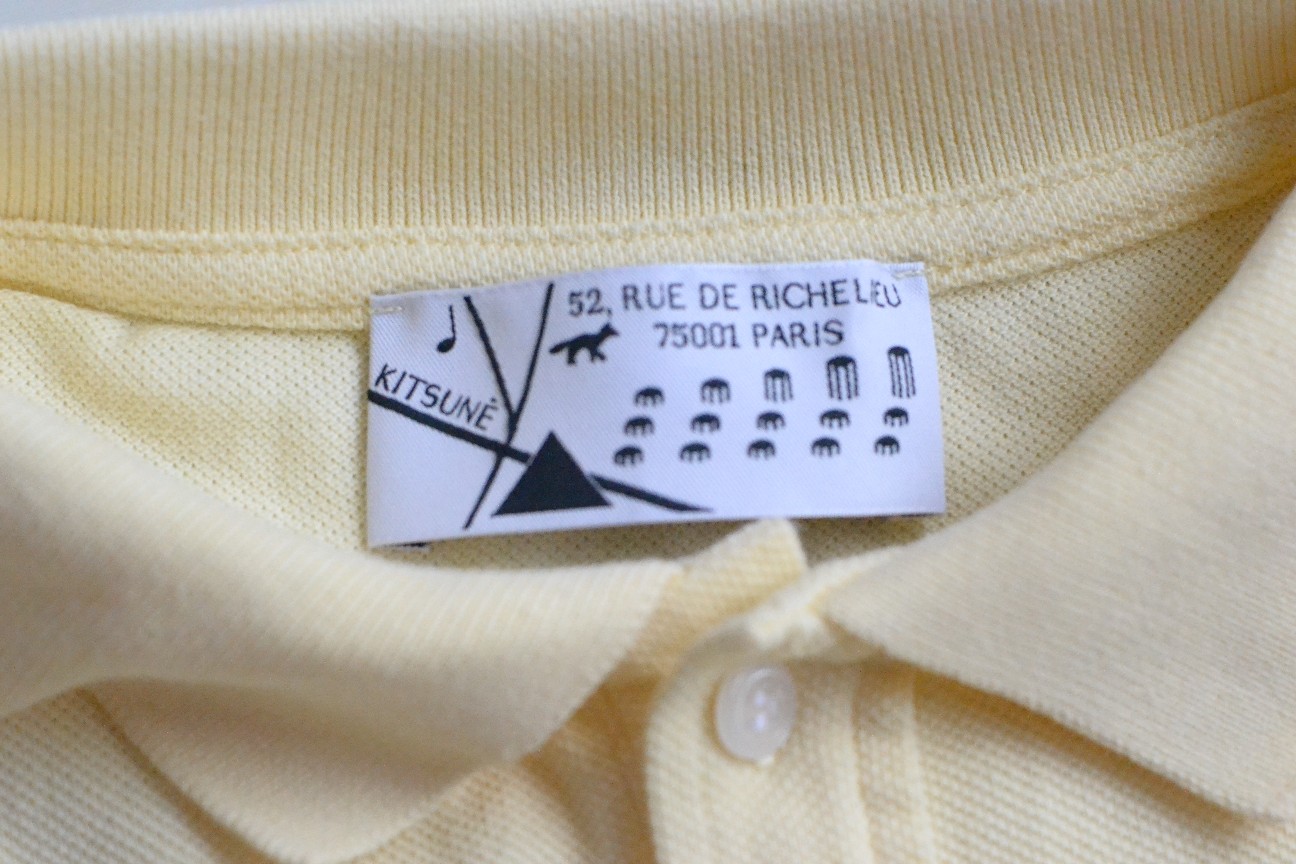 52, RUE DE RICHELIEU
75001 PARIS
KITSUNÉ